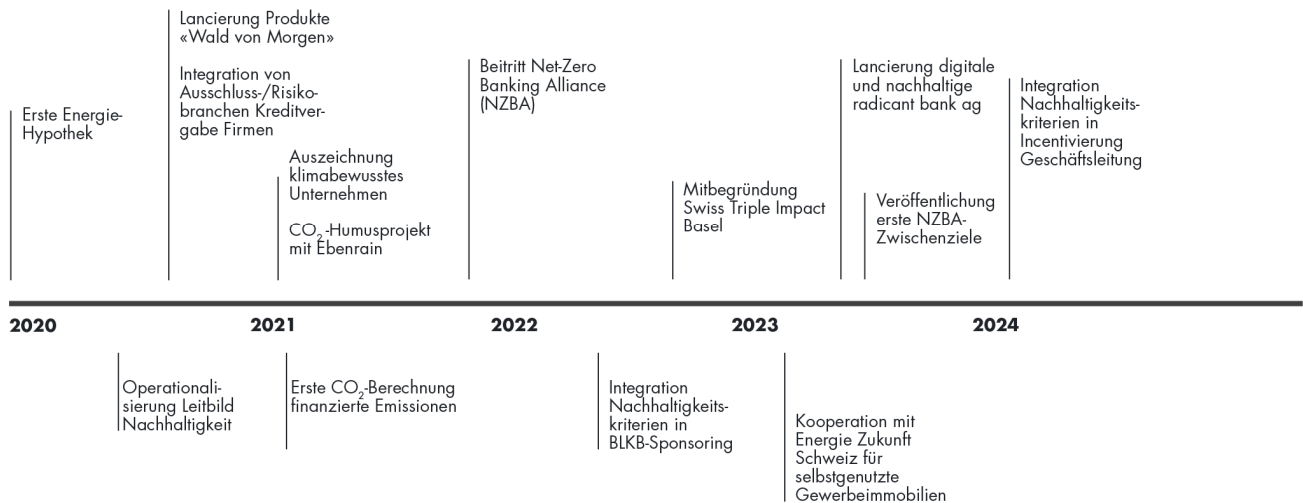 Lancierung Produkte
«Wald von Morgen»
Integration von
Ausschluss-/Risiko-
branchen Kreditver-
gabe Firmen
Erste Energie-
Hypothek
Auszeichnung
klimabewusstes
Unternehmen
CO₂-Humusprojekt
mit Ebenrain
Beitritt Net-Zero
Banking Alliance
(NZBA)
Mitbegründung
Swiss Triple Impact
Basel
Lancierung digitale
und nachhaltige
radicant bank ag
Veröffentlichung
erste NZBA-
Zwischenziele
Integration
Nachhaltigkeits-
kriterien in
Incentivierung
Geschäftsleitung
2020 2021 2022 2023 2024
Operationali-
sierung Leitbild
Nachhaltigkeit
Erste CO₂-Berechnung
finanzierte Emissionen
Integration
Nachhaltigkeits-
kriterien in
BLKB-Sponsoring
Kooperation mit
Energie Zukunft
Schweiz für
selbstgenutzte
Gewerbeimmobilien